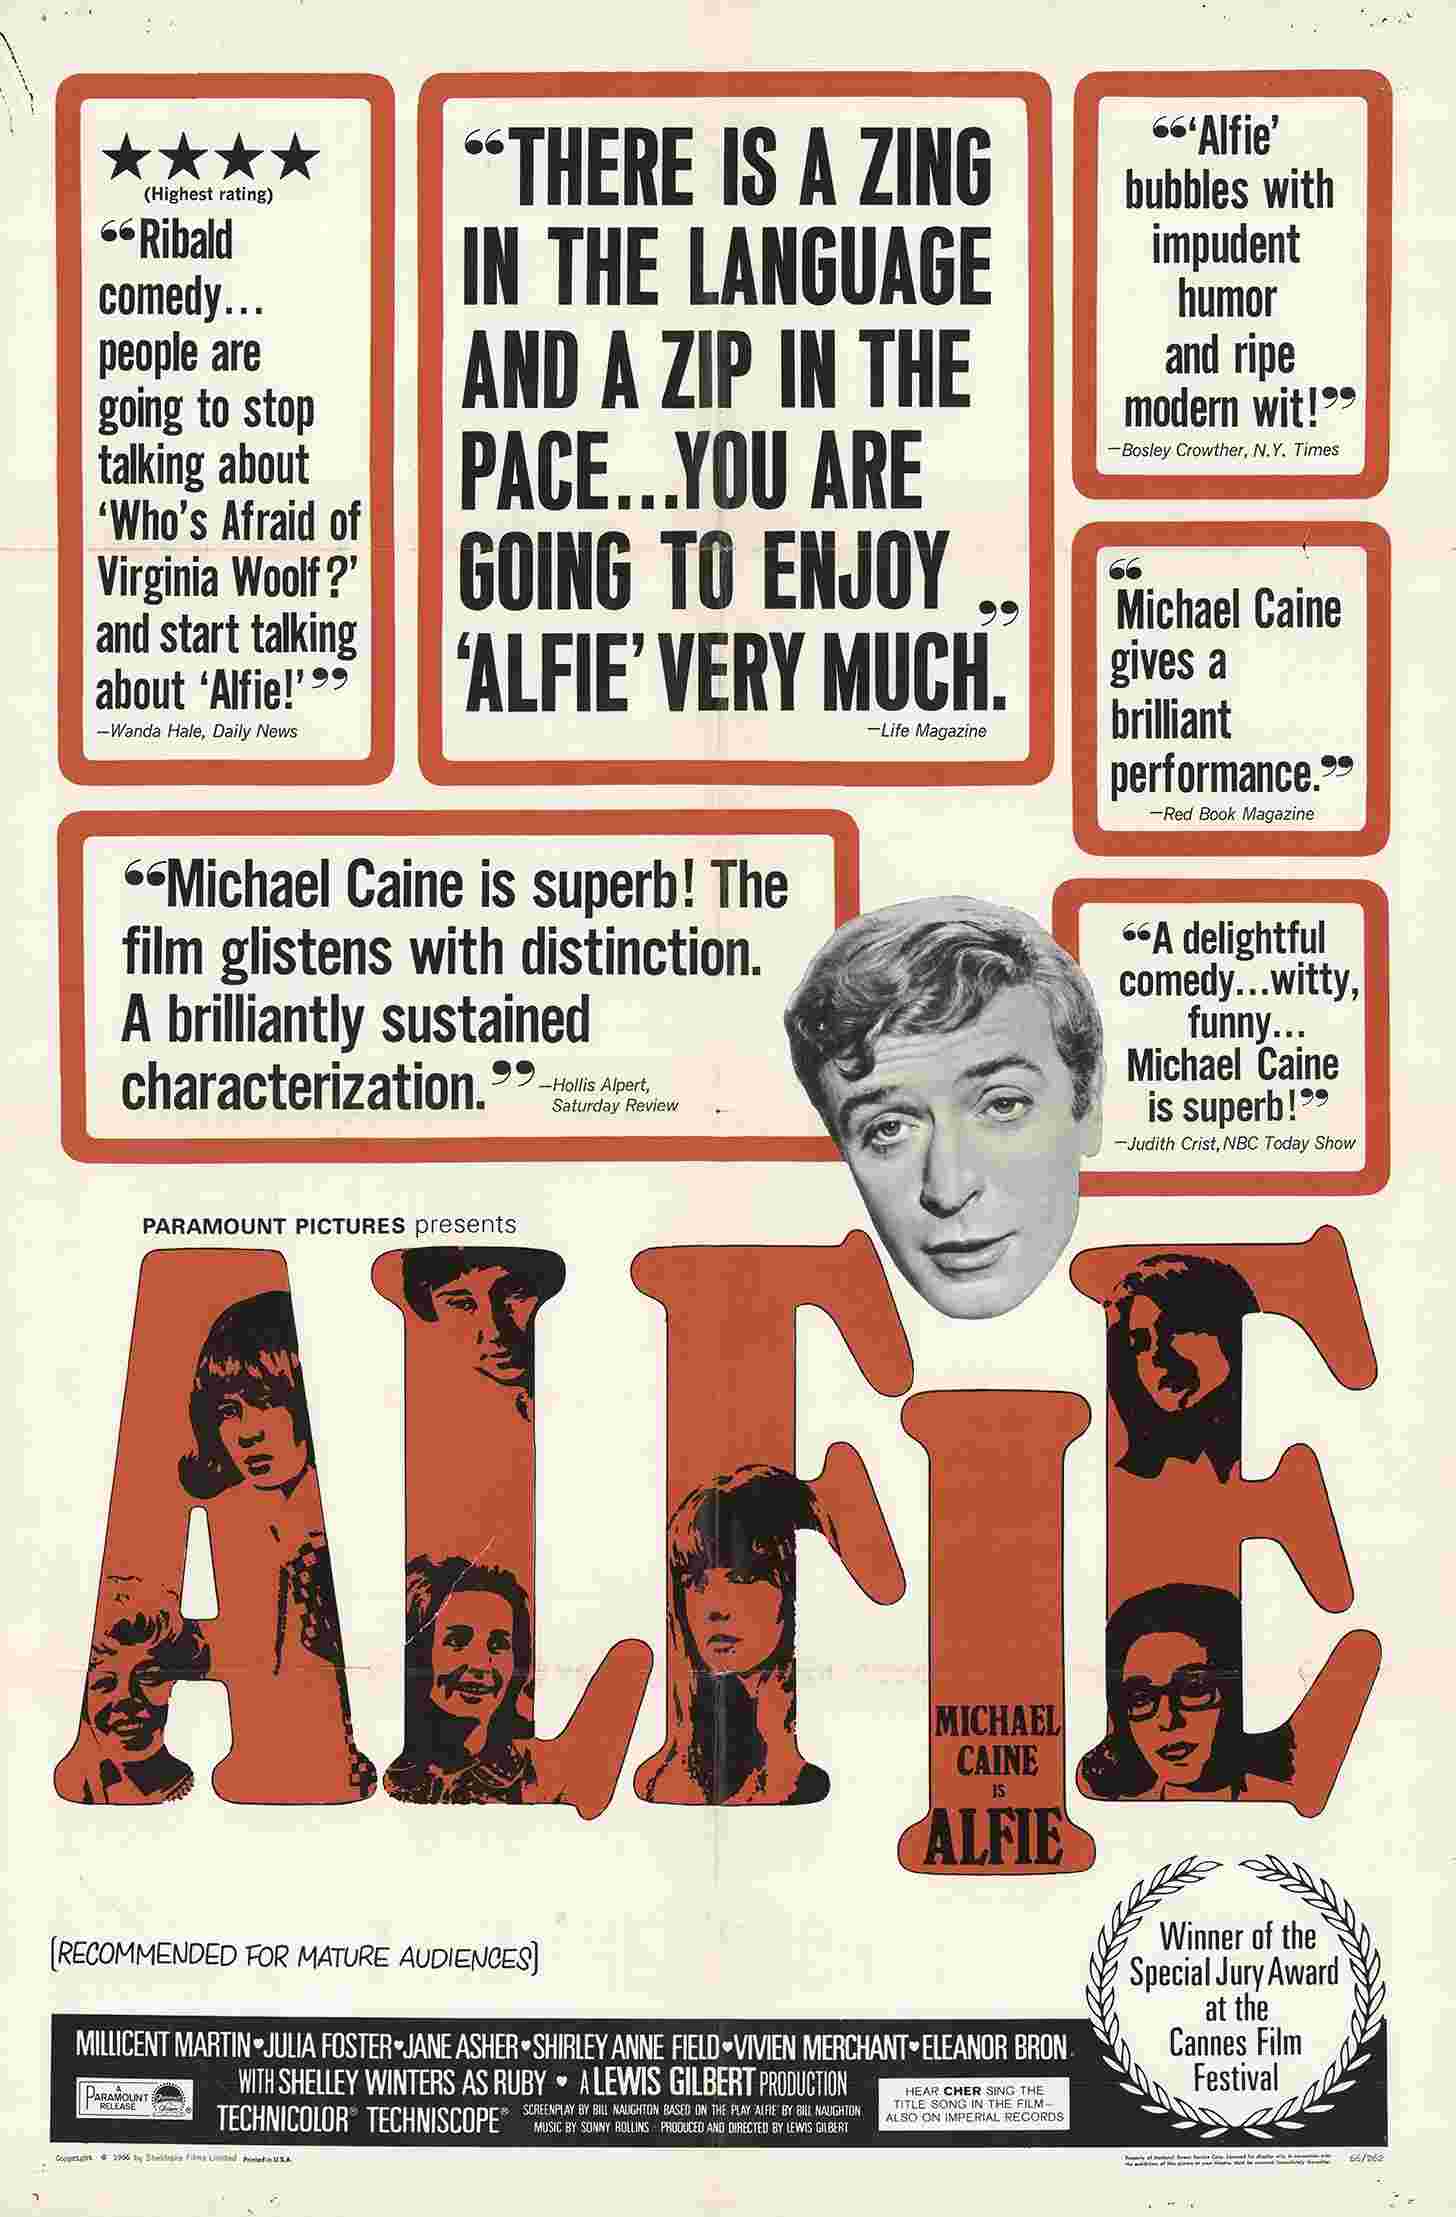 (Highest rating)
“Ribald
comedy...
people are
going to stop
talking about
‘Who’s Afraid of
Virginia Woolf?’
and start talking
about ‘Alfie!’”
—Wanda Hale, Daily News
“THERE IS A ZING
IN THE LANGUAGE
AND A ZIP IN THE
PACE...YOU ARE
GOING TO ENJOY
‘ALFIE’ VERY MUCH.”
—Life Magazine
“‘Alfie’
bubbles with
impudent
humor
and ripe
modern wit!”
—Bosley Crowther, N.Y. Times
“Michael Caine
gives a
brilliant
performance.”
—Red Book Magazine
“Michael Caine is superb! The
film glistens with distinction.
A brilliantly sustained
characterization.”
—Hollis Alpert,
Saturday Review
“A delightful
comedy...witty,
funny...
Michael Caine
is superb!”
—Judith Crist, NBC Today Show
PARAMOUNT PICTURES presents
ALFIE
MICHAEL
CAINE
IS
ALFIE
[RECOMMENDED FOR MATURE AUDIENCES]
Winner of the
Special Jury Award
at the
Cannes Film
Festival
MILLICENT MARTIN♥JULIA FOSTER♥JANE ASHER♥SHIRLEY ANNE FIELD♥VIVIEN MERCHANT♥ELEANOR BRON
WITH SHELLEY WINTERS AS RUBY ♥ A LEWIS GILBERT PRODUCTION
A
PARAMOUNT
RELEASE
TECHNICOLOR® TECHNISCOPE®
SCREENPLAY BY BILL NAUGHTON BASED ON THE PLAY 'ALFIE' BY BILL NAUGHTON
MUSIC BY SONNY ROLLINS · PRODUCED AND DIRECTED BY LEWIS GILBERT
HEAR CHER SING THE
TITLE SONG IN THE FILM—
ALSO ON IMPERIAL RECORDS
Copyright © 1966 by Sheldrake Films Limited Printed in U.S.A.
66/262